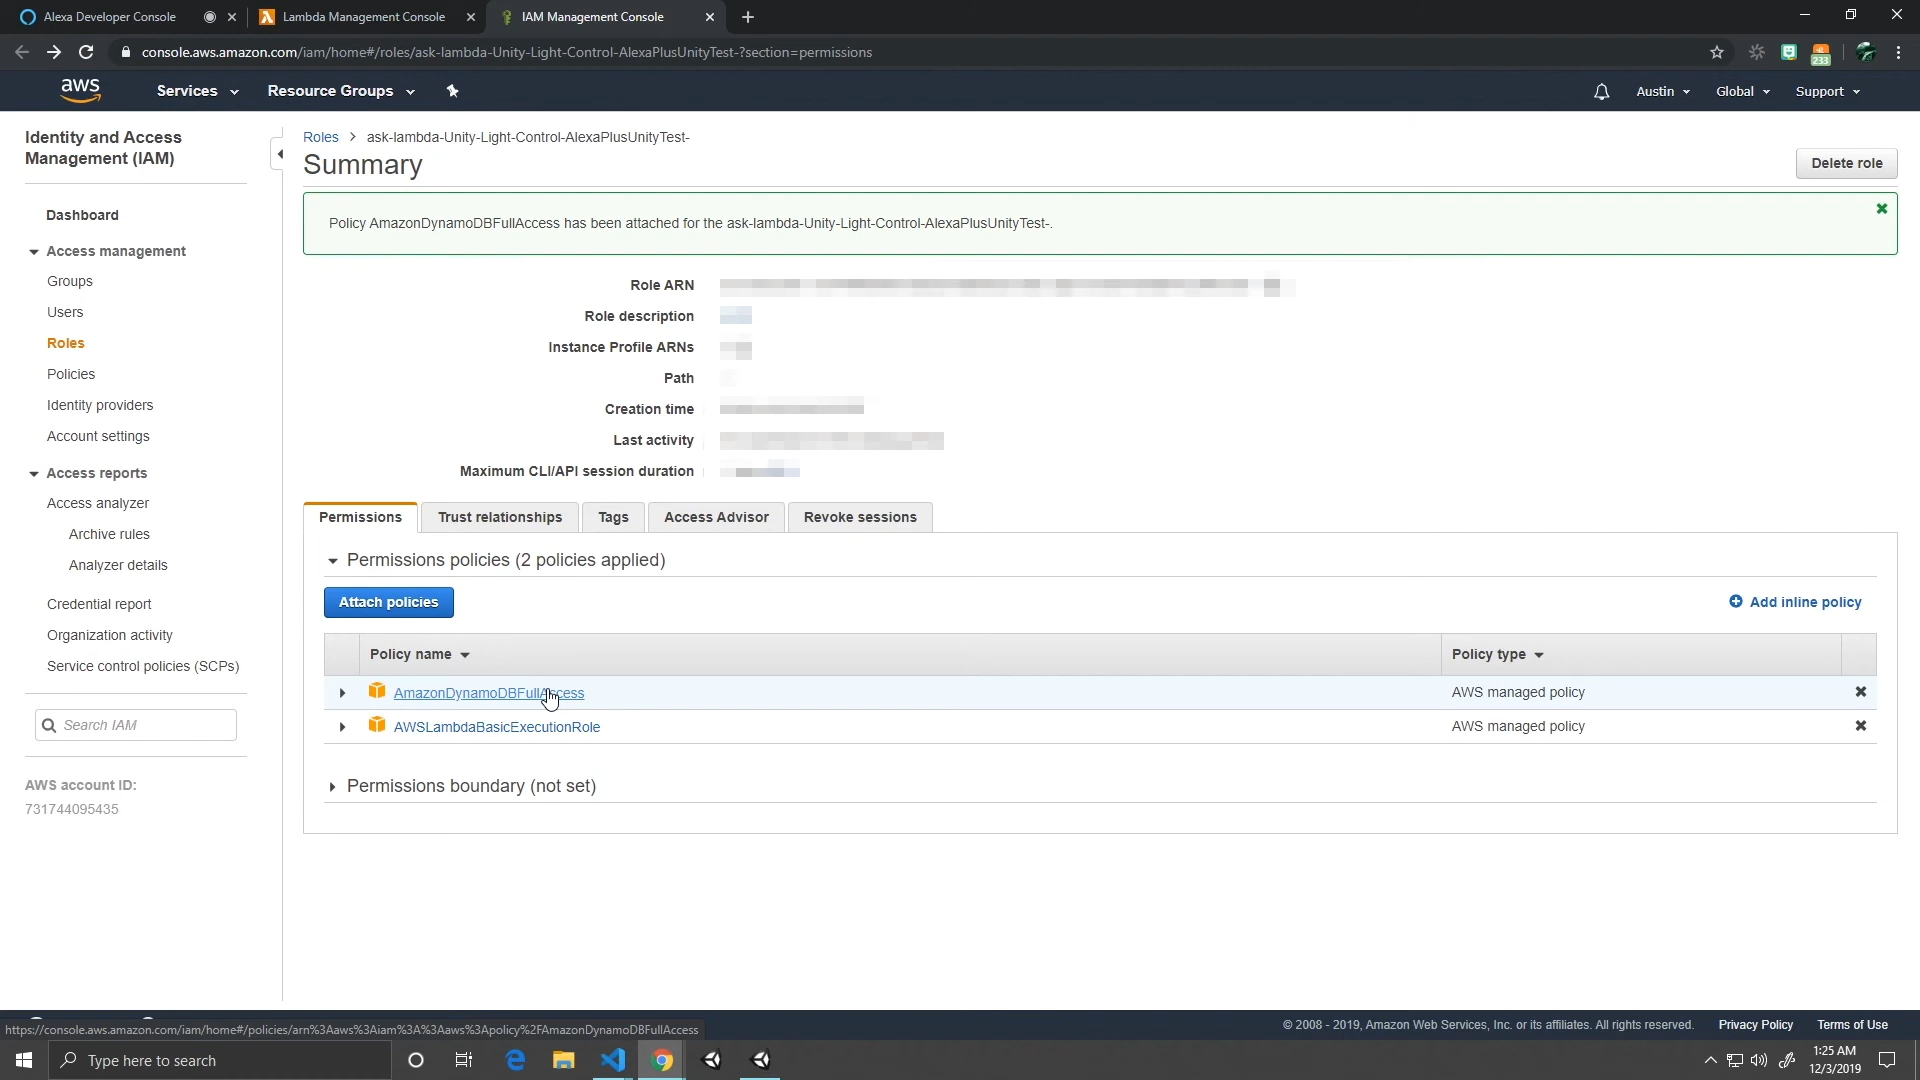 Alexa Developer Console
Lambda Management Console
IAM Management Console
console.aws.amazon.com/iam/home#/roles/ask-lambda-Unity-Light-Control-AlexaPlusUnityTest-?section=permissions
233
aws
Services
Resource Groups
Austin
Global
Support
Identity and Access
Management (IAM)
Dashboard
Access management
Groups
Users
Roles
Policies
Identity providers
Account settings
Access reports
Access analyzer
Archive rules
Analyzer details
Credential report
Organization activity
Service control policies (SCPs)
Search IAM
AWS account ID:
731744095435
Roles > ask-lambda-Unity-Light-Control-AlexaPlusUnityTest-
Summary
Delete role
Policy AmazonDynamoDBFullAccess has been attached for the ask-lambda-Unity-Light-Control-AlexaPlusUnityTest-.
Role ARN
Role description
Instance Profile ARNs
Path
Creation time
Last activity
Maximum CLI/API session duration
Permissions
Trust relationships
Tags
Access Advisor
Revoke sessions
Permissions policies (2 policies applied)
Attach policies
Add inline policy
Policy name
Policy type
AmazonDynamoDBFullAccess
AWS managed policy
AWSLambdaBasicExecutionRole
AWS managed policy
Permissions boundary (not set)
https://console.aws.amazon.com/iam/home#/policies/arn%3Aaws%3Aiam%3A%3Aaws%3Apolicy%2FAmazonDynamoDBFullAccess
© 2008 - 2019, Amazon Web Services, Inc. or its affiliates. All rights reserved.
Privacy Policy
Terms of Use
Type here to search
1:25 AM
12/3/2019